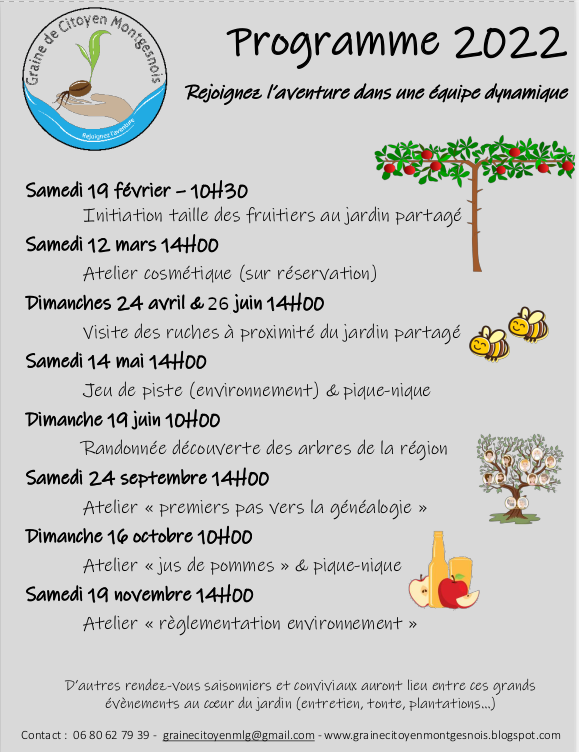 Graine de Citoyen Montgesnois
Rejoignez l'aventure
Programme 2022
Rejoignez l'aventure dans une équipe dynamique
Samedi 19 février – 10H30
Initiation taille des fruitiers au jardin partagé
Samedi 12 mars 14H00
Atelier cosmétique (sur réservation)
Dimanches 24 avril & 26 juin 14H00
Visite des ruches à proximité du jardin partagé
Samedi 14 mai 14H00
Jeu de piste (environnement) & pique-nique
Dimanche 19 juin 10H00
Randonnée découverte des arbres de la région
Samedi 24 septembre 14H00
Atelier « premiers pas vers la généalogie »
Dimanche 16 octobre 10H00
Atelier « jus de pommes » & pique-nique
Samedi 19 novembre 14H00
Atelier « règlementation environnement »
D'autres rendez-vous saisonniers et conviviaux auront lieu entre ces grands
évènements au cœur du jardin (entretien, tonte, plantations...)
Contact : 06 80 62 79 39 - grainecitoyenmlg@gmail.com - www.grainecitoyenmontgesnois.blogspot.com